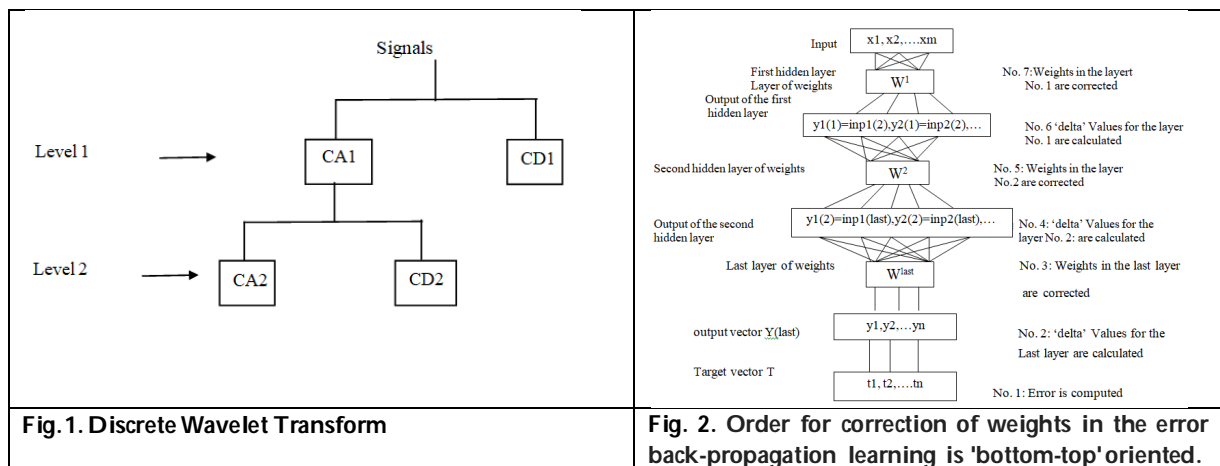 Signals
Level 1
CA1
CD1
Level 2
CA2
CD2
Fig.1. Discrete Wavelet Transform
Input
x1, x2,….xm
First hidden layer
Layer of weights
W1
No. 7:Weights in the layert
No. 1 are corrected
Output of the first
hidden layer
y1(1)=inp1(2),y2(1)=inp2(2),…
No. 6 ‘delta’ Values for the layer
No. 1 are calculated
Second hidden layer of weights
W2
No. 5: Weights in the layer
No.2 are corrected
Output of the second
hidden layer
y1(2)=inp1(last),y2(2)=inp2(last),…
No. 4: ‘delta’ Values for the
layer No. 2: are calculated
Last layer of weights
Wlast
No. 3: Weights in the last layer
are corrected
output vector Y(last)
y1,y2,…yn
No. 2: ‘delta’ Values for the
Last layer are calculated
Target vector T
t1, t2,….tn
No. 1: Error is computed
Fig. 2. Order for correction of weights in the error
back-propagation learning is 'bottom-top' oriented.